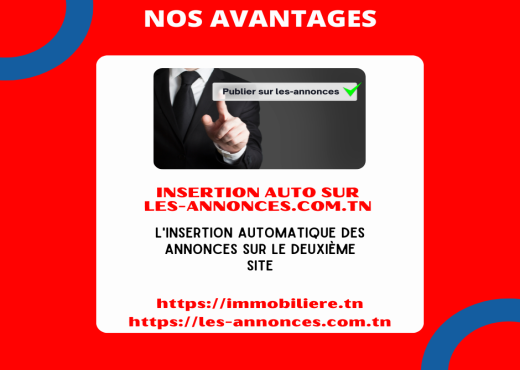 NOS AVANTAGES
Publier sur les-annonces
INSERTION AUTO SUR
LES-ANNONCES.COM.TN
L'INSERTION AUTOMATIQUE DES
ANNONCES SUR LE DEUXIÈME
SITE
https://immobiliere.tn
https://les-annonces.com.tn